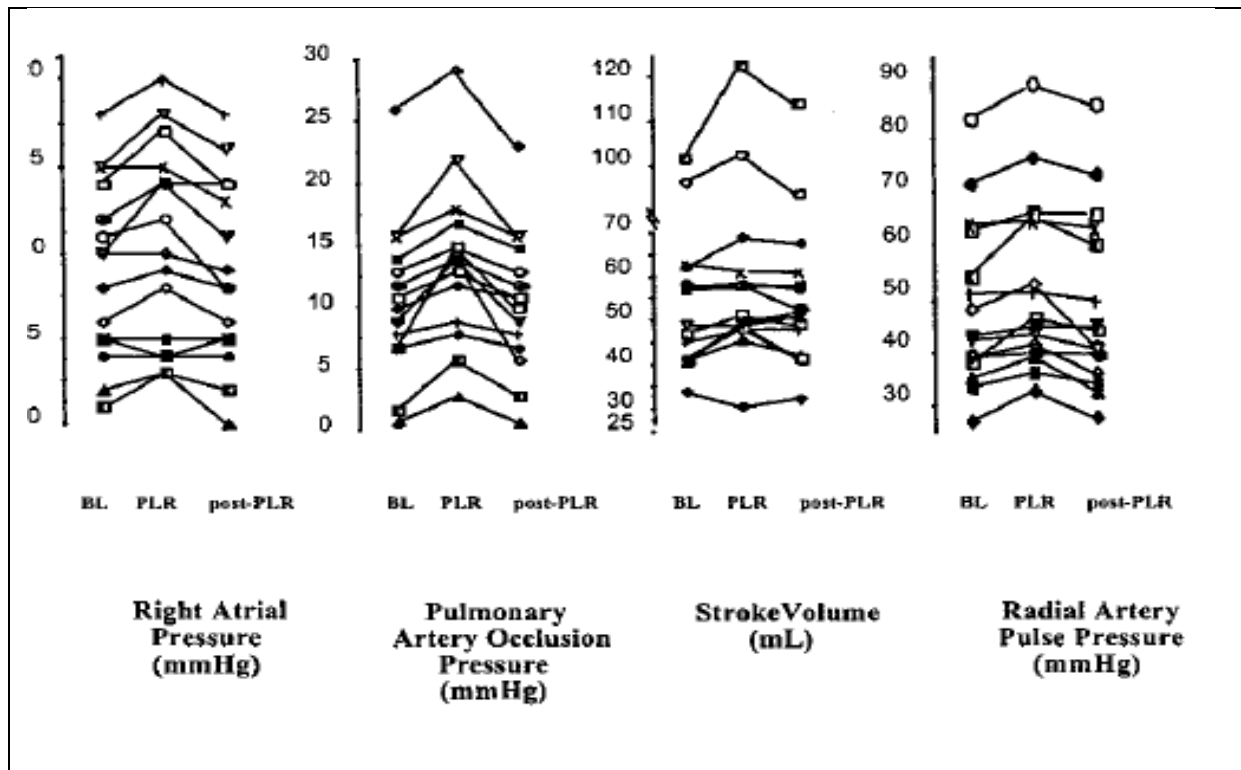 0
5
0
5
0
BL PLR post-PLR
Right Atrial
Pressure
(mmHg)
30
25
20
15
10
5
0
BL PLR post-PLR
Pulmonary
Artery Occlusion
Pressure
(mmHg)
120
110
100
70
60
50
40
30
25
BL PLR post-PLR
StrokeVolume
(mL)
90
80
70
60
50
40
30
BL PLR post-PLR
Radial Artery
Pulse Pressure
(mmHg)